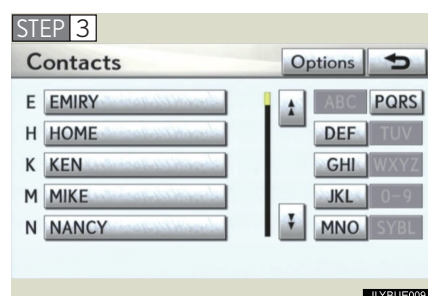 STEP 3
Contacts Options
E EMIRY ABC PQRS
H HOME DEF TUV
K KEN GHI WXYZ
M MIKE JKL 0-9
N NANCY MNO SYBL